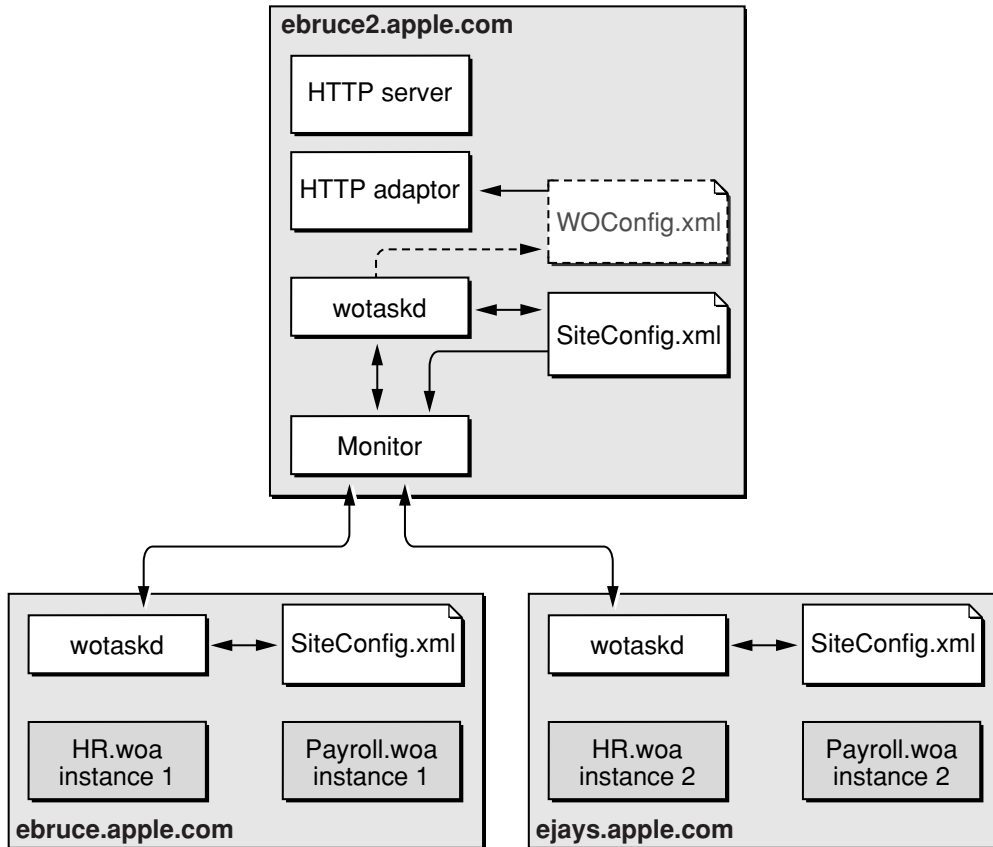 ebruce2.apple.com
HTTP server
HTTP adaptor
WOConfig.xml
wotaskd
SiteConfig.xml
Monitor
wotaskd
SiteConfig.xml
HR.woa
instance 1
Payroll.woa
instance 1
ebruce.apple.com
wotaskd
SiteConfig.xml
HR.woa
instance 2
Payroll.woa
instance 2
ejays.apple.com